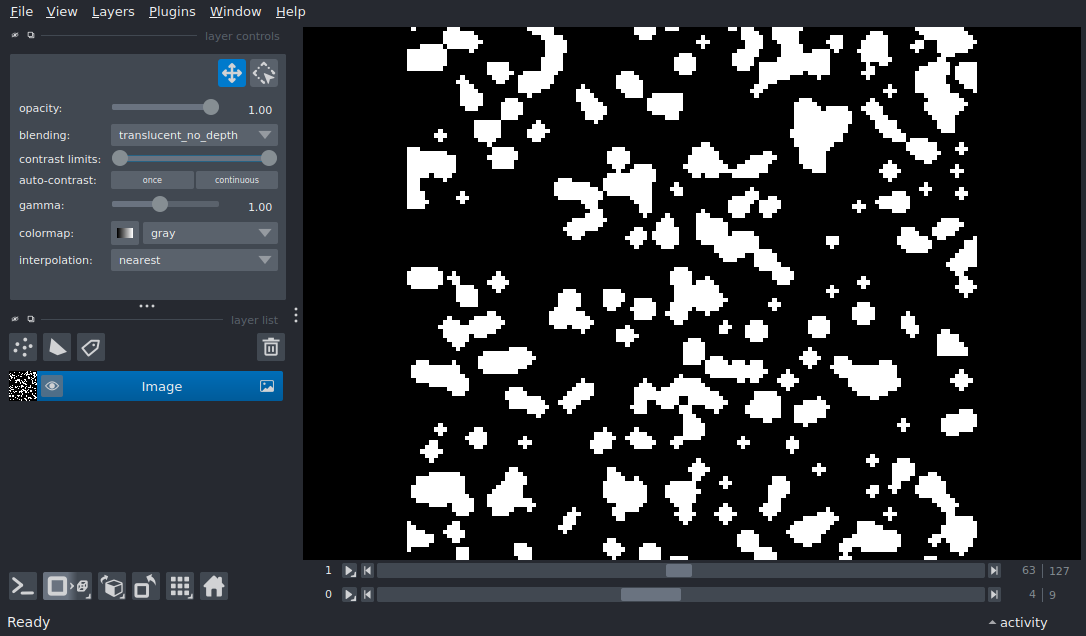 File View Layers Plugins Window Help
layer controls
opacity: 1.00
blending: translucent_no_depth
contrast limits:
auto-contrast: once continuous
gamma: 1.00
colormap: gray
interpolation: nearest
layer list
Image
1 63 127
0 4 9
Ready activity